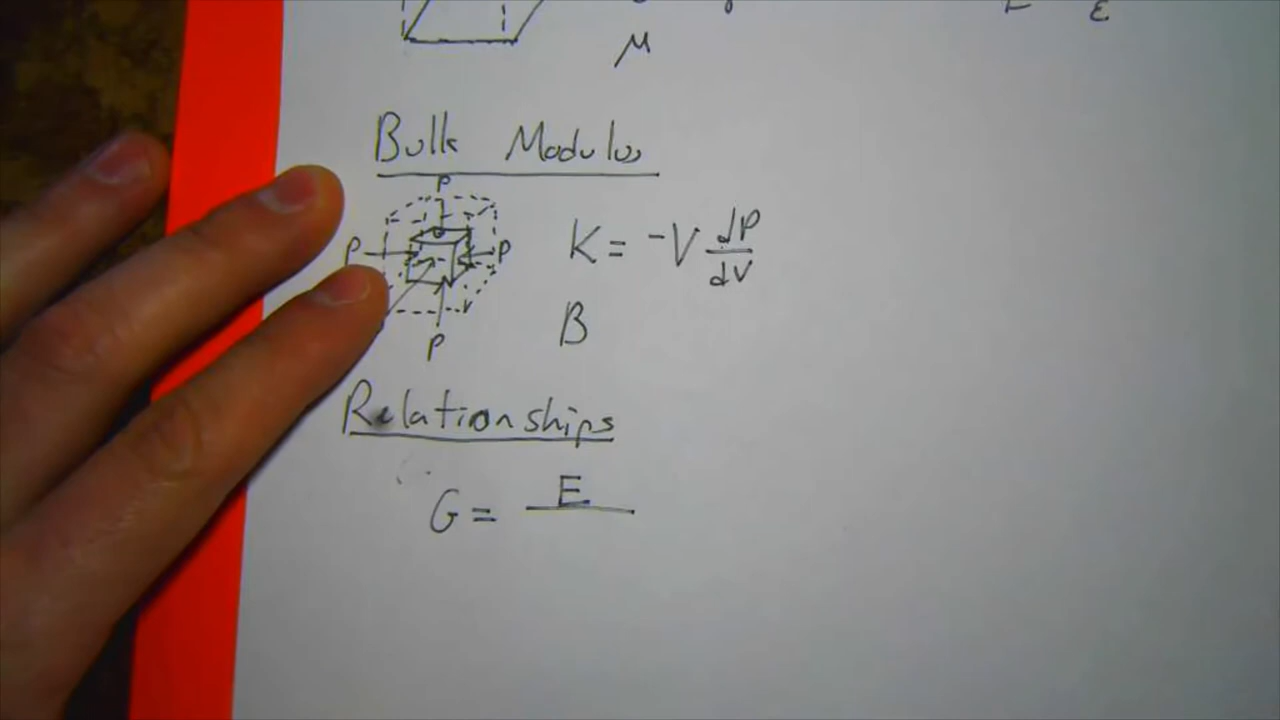 μ
ε
Bulk Modulus
P
P P
K = -V dP/dV
B
P
Relationships
G = E